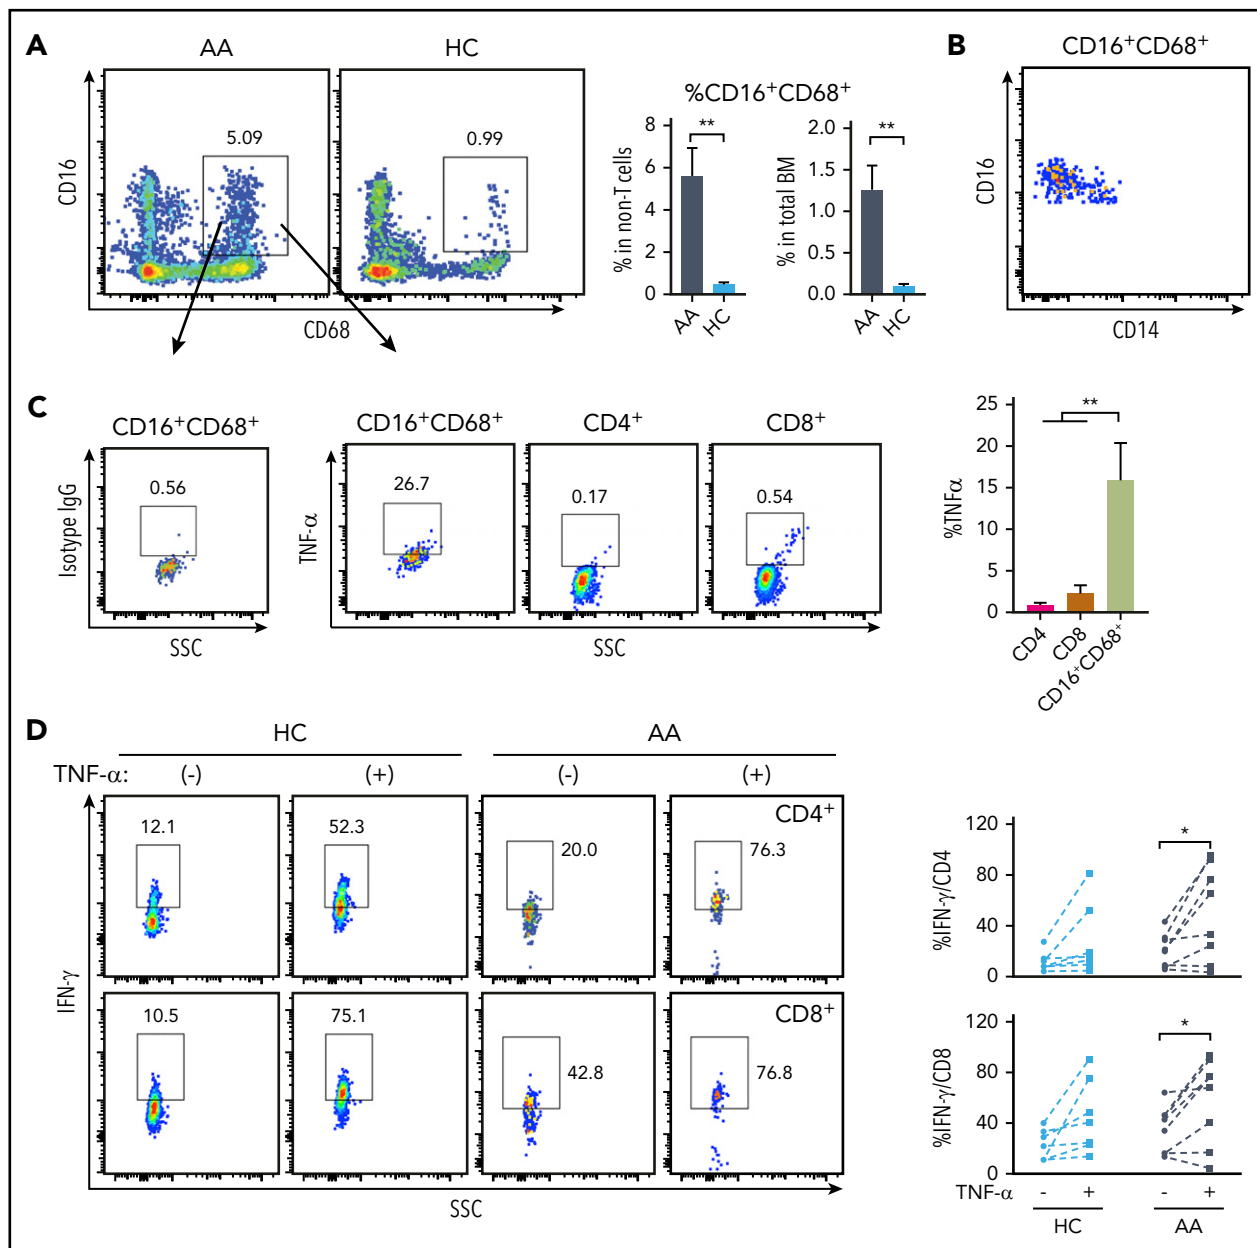 A
AA
HC
CD16
5.09
0.99
CD68
%CD16+CD68+
% in non-T cells
8
6
4
2
0
**
AA
HC
% in total BM
2.0
1.5
1.0
0.5
0.0
**
AA
HC
B
CD16+CD68+
CD16
CD14
C
CD16+CD68+
Isotype IgG
0.56
SSC
CD16+CD68+
CD4+
CD8+
TNF-α
26.7
0.17
0.54
SSC
%TNFα
25
20
15
10
5
0
**
CD4
CD8
CD16+CD68+
D
HC
AA
TNF-α:
(-)
(+)
(-)
(+)
IFN-γ
12.1
52.3
20.0
76.3
CD4+
10.5
75.1
42.8
76.8
CD8+
SSC
%IFN-γ/CD4
120
80
40
0
*
%IFN-γ/CD8
120
80
40
0
*
TNF-α
-
+
-
+
HC
AA